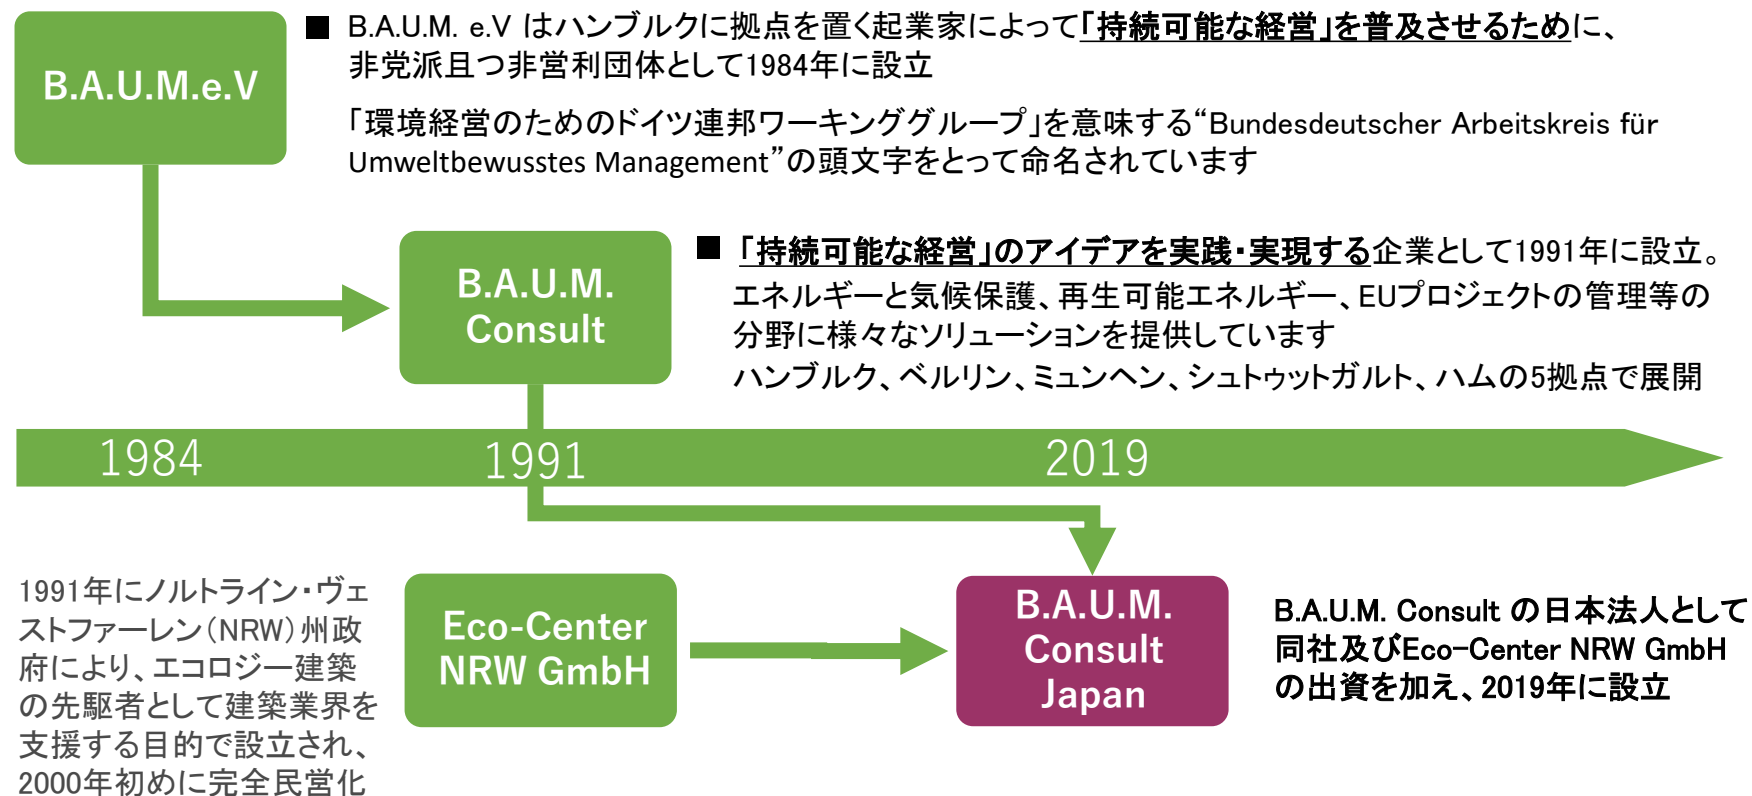 B.A.U.M.e.V
■ B.A.U.M. e.V はハンブルクに拠点を置く起業家によって「持続可能な経営」を普及させるために、
非党派且つ非営利団体として1984年に設立
「環境経営のためのドイツ連邦ワーキンググループ」を意味する“Bundesdeutscher Arbeitskreis für
Umweltbewusstes Management”の頭文字をとって命名されています
B.A.U.M.
Consult
■ 「持続可能な経営」のアイデアを実践・実現する企業として1991年に設立。
エネルギーと気候保護、再生可能エネルギー、EUプロジェクトの管理等の
分野に様々なソリューションを提供しています
ハンブルク、ベルリン、ミュンヘン、シュトゥットガルト、ハムの5拠点で展開
1984
1991
2019
1991年にノルトライン・ヴェ
ストファーレン（NRW）州政
府により、エコロジー建築
の先駆者として建築業界を
支援する目的で設立され、
2000年初めに完全民営化
Eco-Center
NRW GmbH
B.A.U.M.
Consult
Japan
B.A.U.M. Consult の日本法人として
同社及びEco-Center NRW GmbH
の出資を加え、2019年に設立